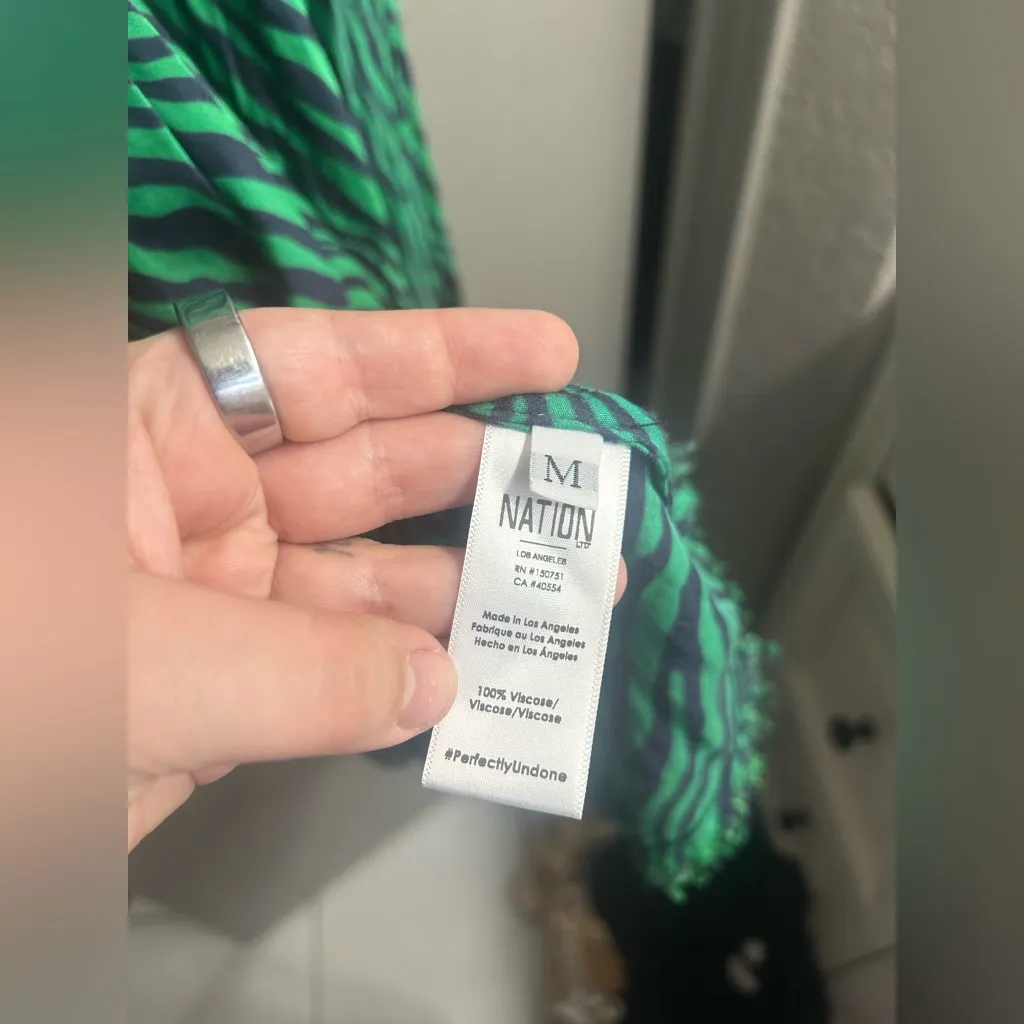 M
NATION
LTD
LOS ANGELES
RN #150751
CA #40554
Made in Los Angeles
Fabrique au Los Angeles
Hecho en Los Ángeles
100% Viscose/
Viscose/Viscose
#PerfectlyUndone